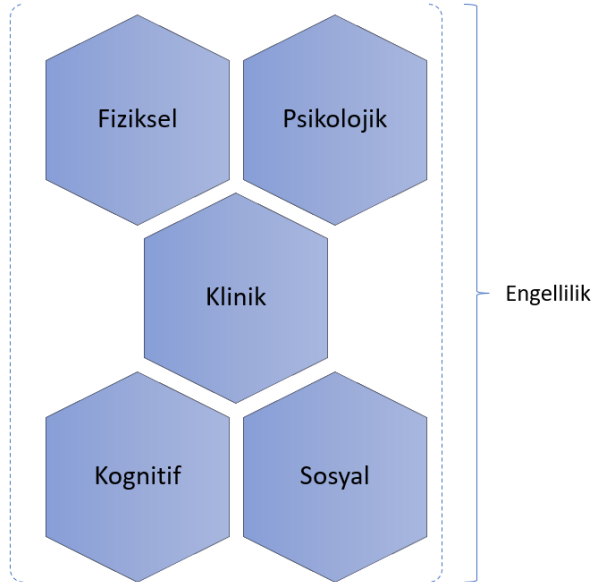 Fiziksel
Psikolojik
Klinik
Engellilik
Kognitif
Sosyal